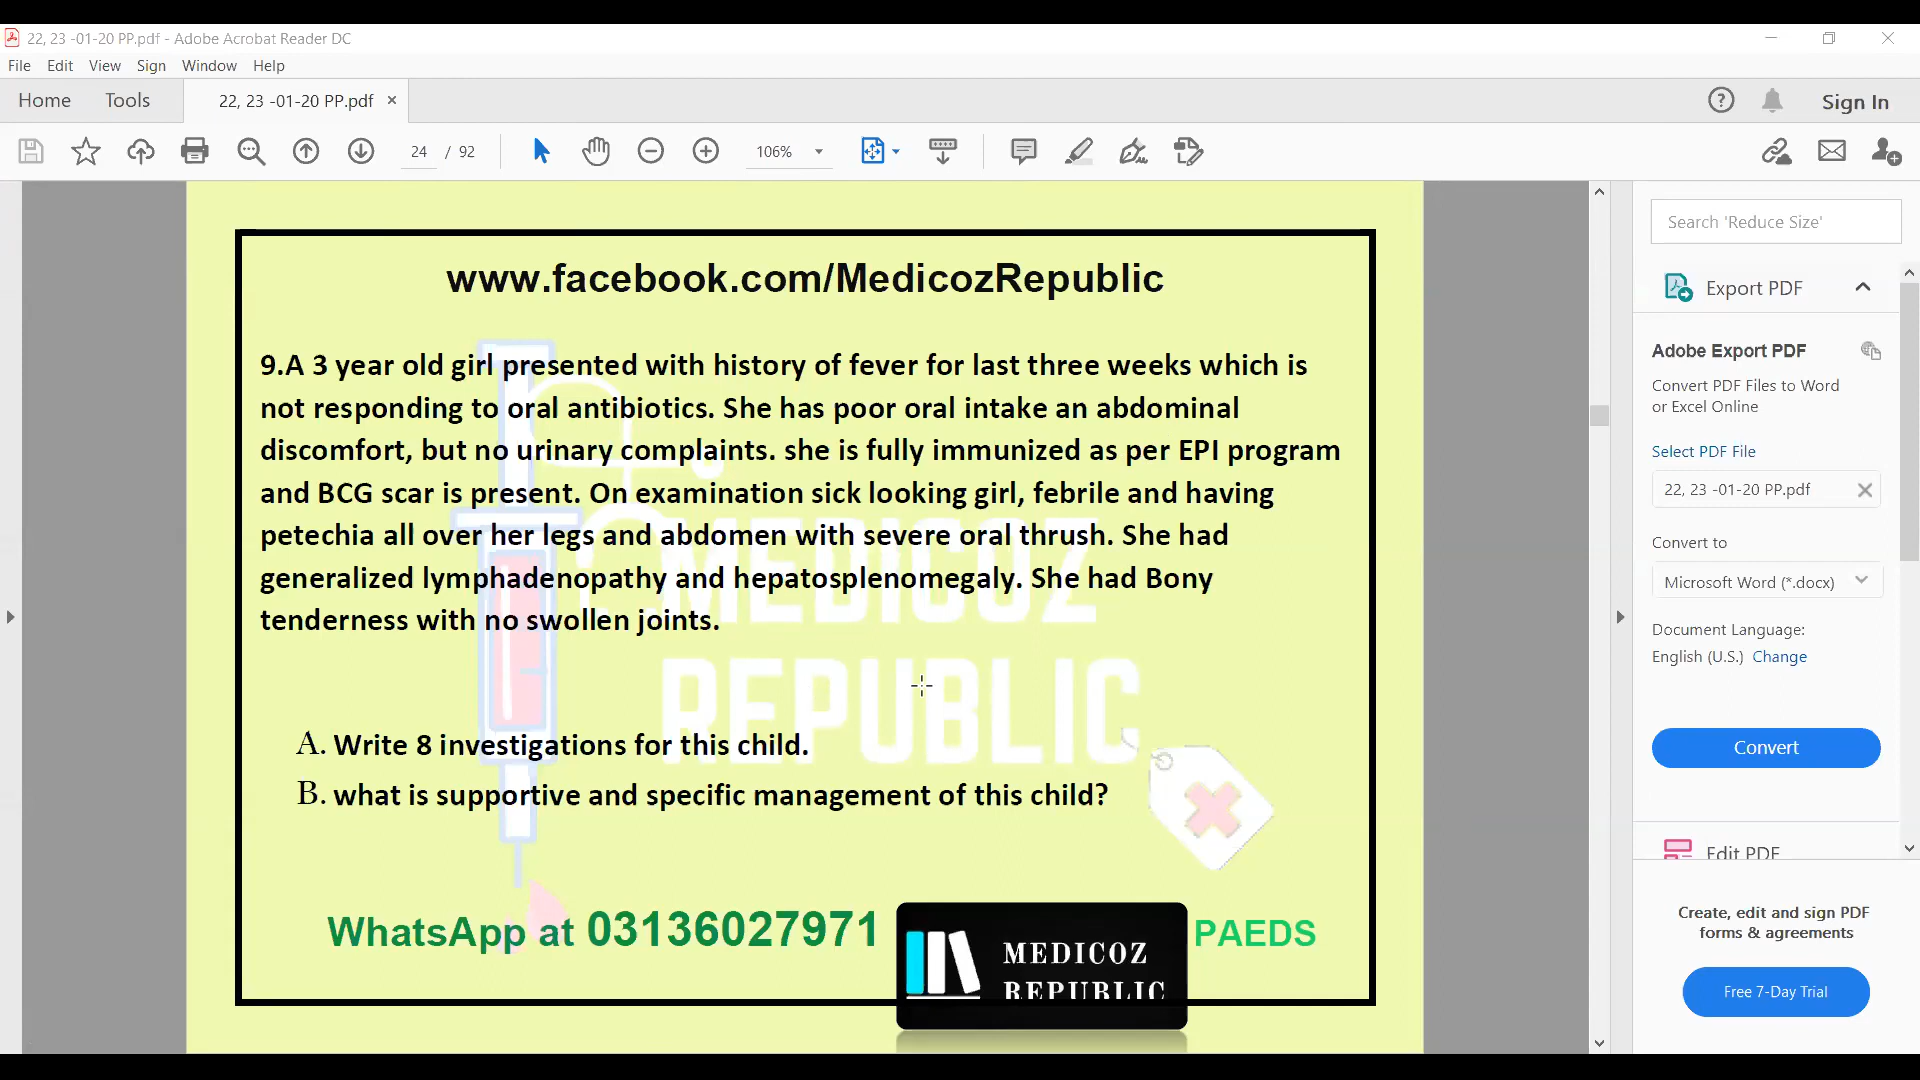 22, 23 -01-20 PP.pdf - Adobe Acrobat Reader DC
File Edit View Sign Window Help
Home Tools 22, 23 -01-20 PP.pdf × Sign In
24 / 92 106%
www.facebook.com/MedicozRepublic
9.A 3 year old girl presented with history of fever for last three weeks which is
not responding to oral antibiotics. She has poor oral intake an abdominal
discomfort, but no urinary complaints. she is fully immunized as per EPI program
and BCG scar is present. On examination sick looking girl, febrile and having
petechia all over her legs and abdomen with severe oral thrush. She had
generalized lymphadenopathy and hepatosplenomegaly. She had Bony
tenderness with no swollen joints.
MEDICOZ
REPUBLIC
A. Write 8 investigations for this child.
B. what is supportive and specific management of this child?
WhatsApp at 03136027971
MEDICOZ
REPUBLIC
PAEDS
Search 'Reduce Size'
Export PDF
Adobe Export PDF
Convert PDF Files to Word
or Excel Online
Select PDF File
22, 23 -01-20 PP.pdf
Convert to
Microsoft Word (*.docx)
Document Language:
English (U.S.) Change
Convert
Edit PDF
Create, edit and sign PDF
forms & agreements
Free 7-Day Trial